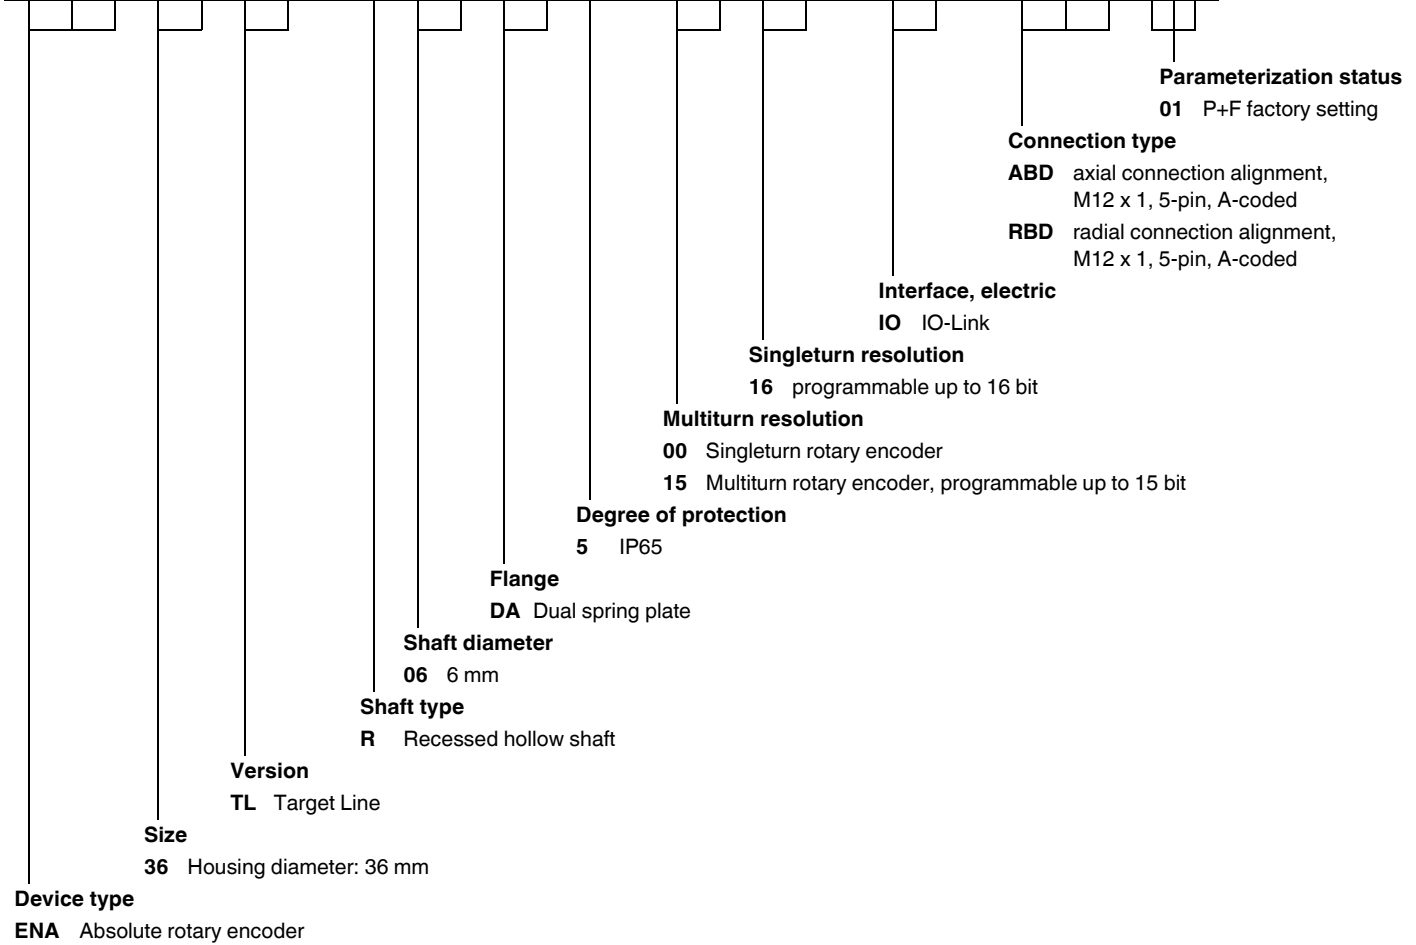 Parameterization status
01 P+F factory setting
Connection type
ABD axial connection alignment,
M12 x 1, 5-pin, A-coded
RBD radial connection alignment,
M12 x 1, 5-pin, A-coded
Interface, electric
IO IO-Link
Singleturn resolution
16 programmable up to 16 bit
Multiturn resolution
00 Singleturn rotary encoder
15 Multiturn rotary encoder, programmable up to 15 bit
Degree of protection
5 IP65
Flange
DA Dual spring plate
Shaft diameter
06 6 mm
Shaft type
R Recessed hollow shaft
Version
TL Target Line
Size
36 Housing diameter: 36 mm
Device type
ENA Absolute rotary encoder